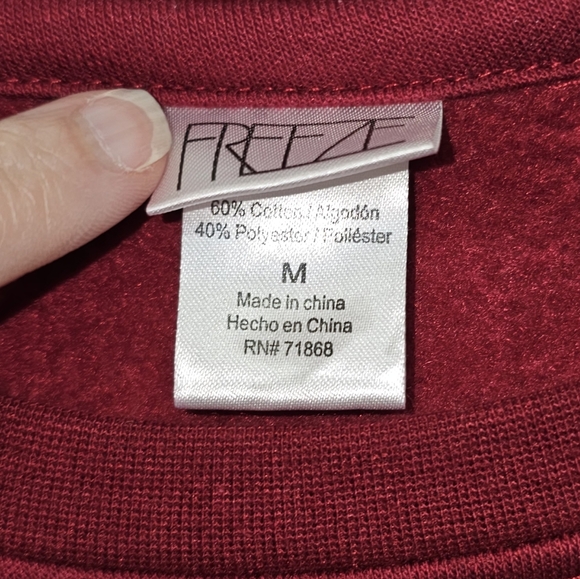 FREEZE
60% Cotton / Algodón
40% Polyester / Poliéster
M
Made in china
Hecho en China
RN# 71868